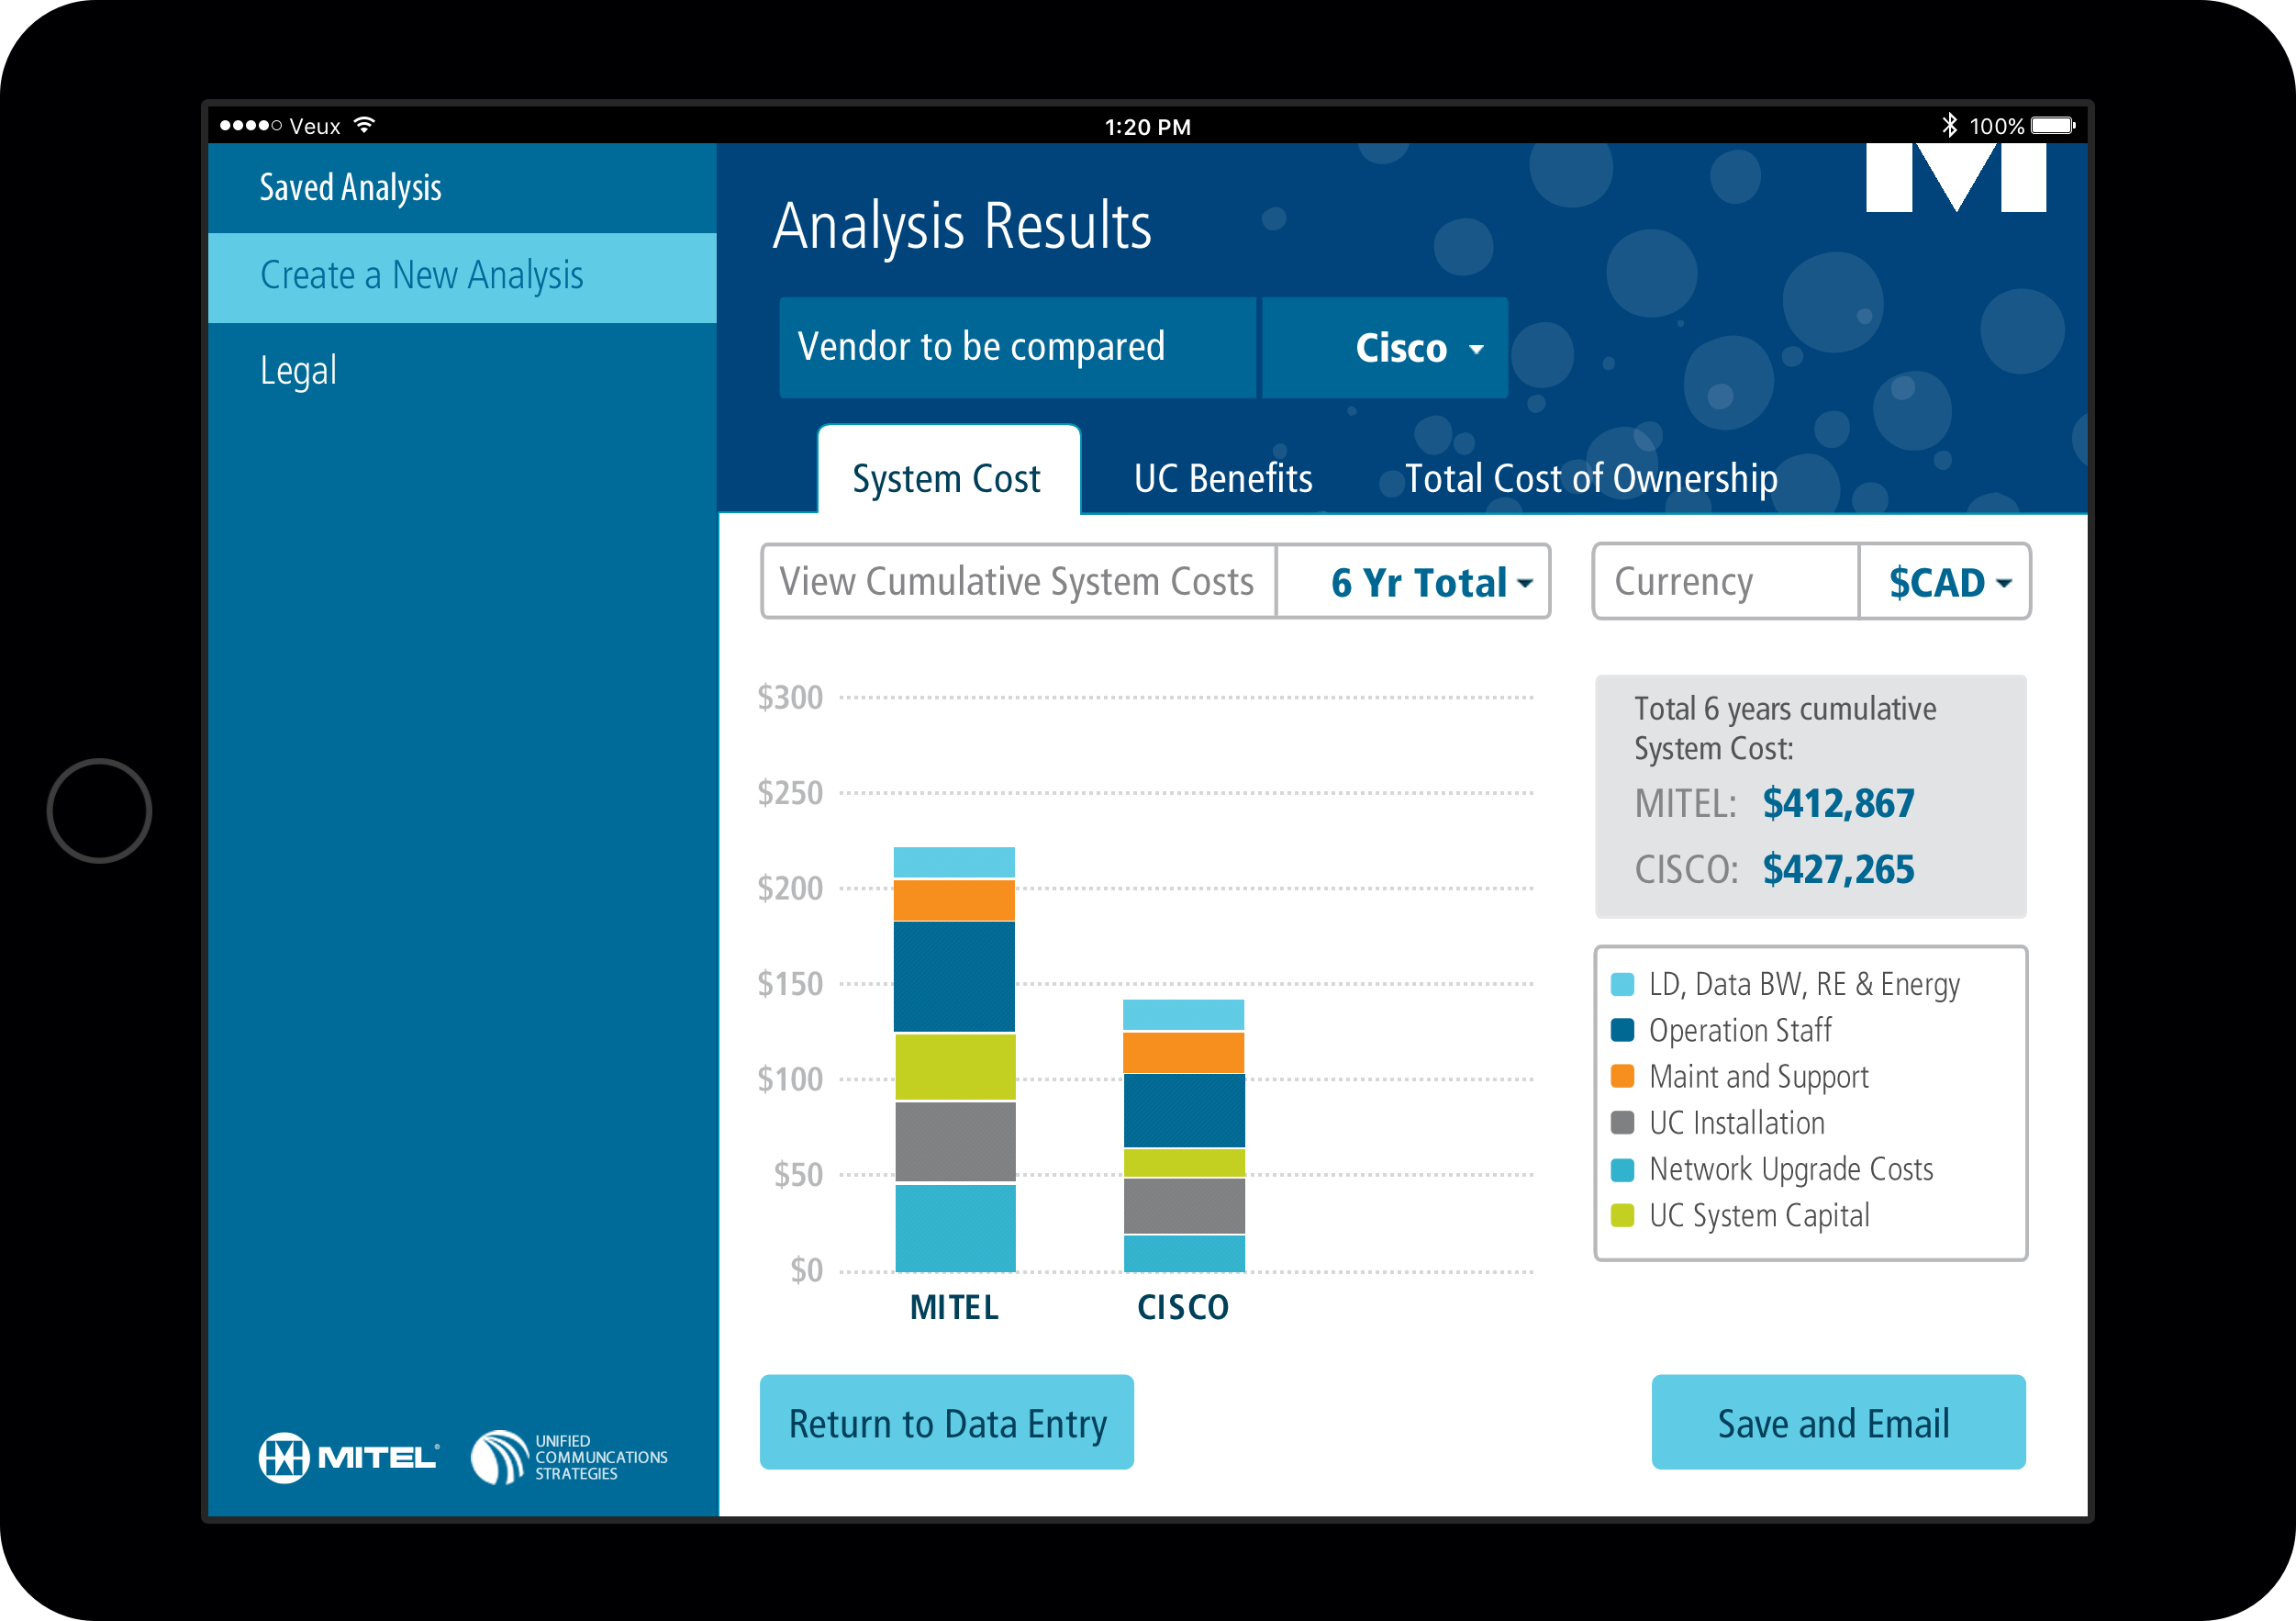 Veux
1:20 PM
100%
Saved Analysis
Create a New Analysis
Legal
MITEL®
UNIFIED
COMMUNCATIONS
STRATEGIES
M
Analysis Results
Vendor to be compared Cisco
System Cost UC Benefits Total Cost of Ownership
View Cumulative System Costs 6 Yr Total
Currency $CAD
$300
$250
$200
$150
$100
$50
$0
MITEL CISCO
Total 6 years cumulative
System Cost:
MITEL: $412,867
CISCO: $427,265
LD, Data BW, RE & Energy
Operation Staff
Maint and Support
UC Installation
Network Upgrade Costs
UC System Capital
Return to Data Entry
Save and Email